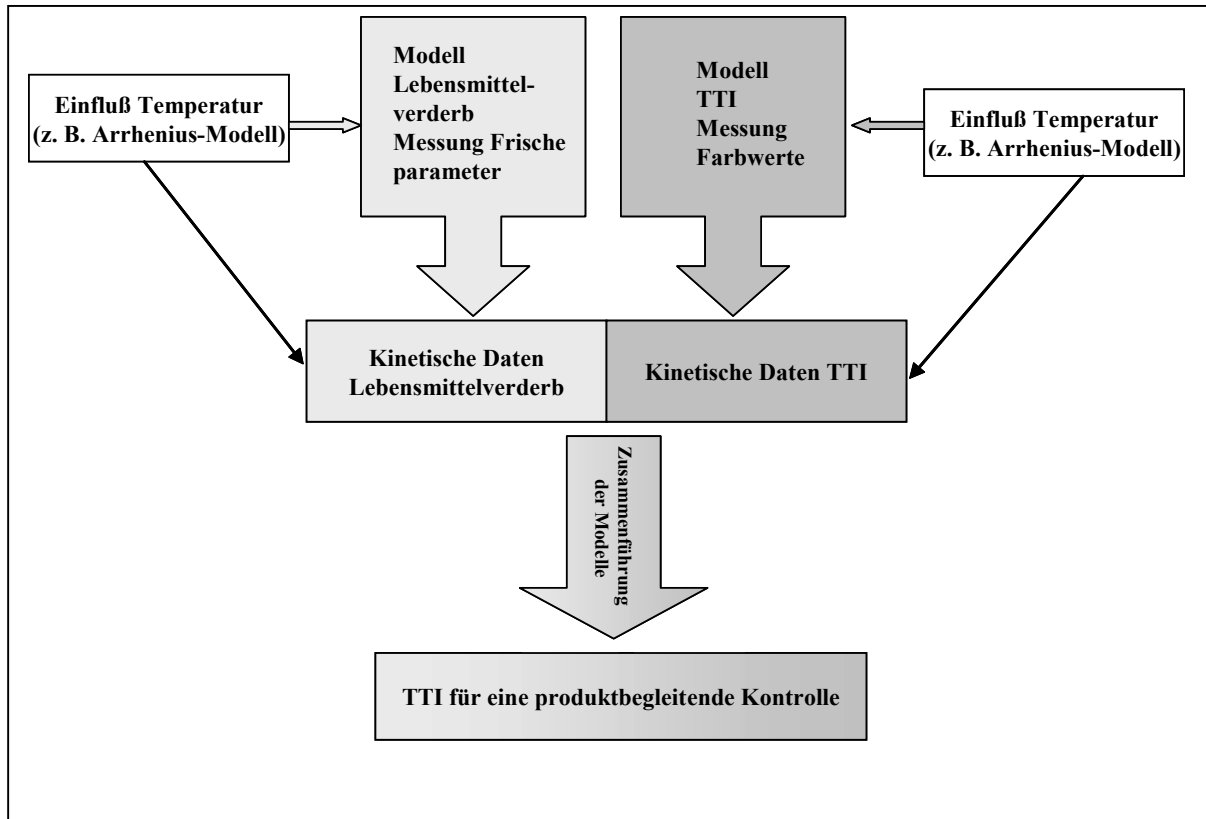 Einfluß Temperatur
(z. B. Arrhenius-Modell)
Modell
Lebensmittel-
verderb
Messung Frische
parameter
Modell
TTI
Messung
Farbwerte
Einfluß Temperatur
(z. B. Arrhenius-Modell)
Kinetische Daten
Lebensmittelverderb
Kinetische Daten TTI
Zusammenführung
der Modelle
TTI für eine produktbegleitende Kontrolle